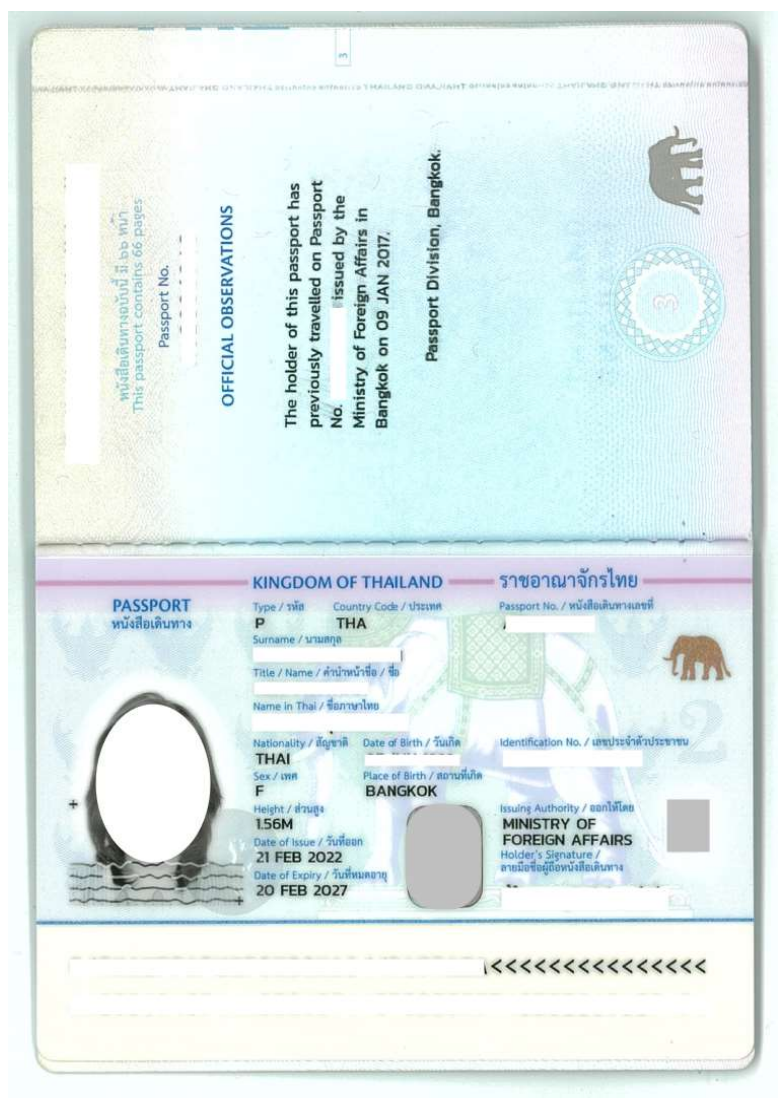 3
หนังสือเดินทางฉบับนี้ มี ๖๖ หน้า
This passport contains 66 pages
Passport No.
OFFICIAL OBSERVATIONS
The holder of this passport has
previously travelled on Passport
No. issued by the
Ministry of Foreign Affairs in
Bangkok on 09 JAN 2017.
Passport Division, Bangkok.
3
KINGDOM OF THAILAND ราชอาณาจักรไทย
PASSPORT
หนังสือเดินทาง
Type / รหัส Country Code / ประเทศ Passport No. / หนังสือเดินทางเลขที่
P THA
Surname / นามสกุล
Title / Name / คำนำหน้าชื่อ / ชื่อ
Name in Thai / ชื่อภาษาไทย
2
Nationality / สัญชาติ Date of Birth / วันเกิด Identification No. / เลขประจำตัวประชาชน
THAI
Sex / เพศ Place of Birth / สถานที่เกิด
F BANGKOK
Height / ส่วนสูง Issuing Authority / ออกให้โดย
1.56M MINISTRY OF
FOREIGN AFFAIRS
Date of Issue / วันที่ออก
21 FEB 2022
Holder's Signature /
ลายมือชื่อผู้ถือหนังสือเดินทาง
Date of Expiry / วันที่หมดอายุ
20 FEB 2027
<<<<<<<<<<<<<<<